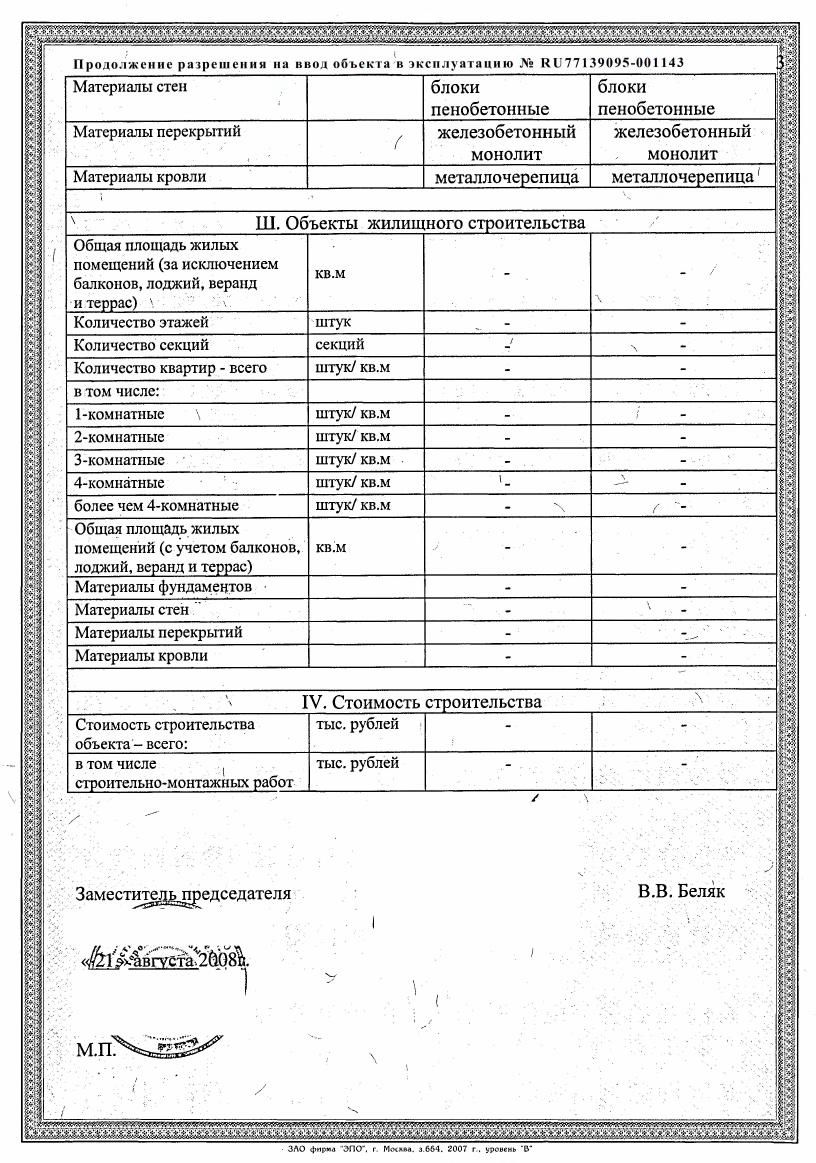 Продолжение разрешения на ввод объекта в эксплуатацию № RU77139095-001143
3
Материалы стен блоки пенобетонные блоки пенобетонные
Материалы перекрытий железобетонный монолит железобетонный монолит
Материалы кровли металлочерепица металлочерепица
Ш. Объекты жилищного строительства
Общая площадь жилых
помещений (за исключением
балконов, лоджий, веранд
и террас) кв.м - -
Количество этажей штук - -
Количество секций секций - -
Количество квартир - всего штук/ кв.м - -
в том числе:
1-комнатные штук/ кв.м - -
2-комнатные штук/ кв.м - -
3-комнатные штук/ кв.м - -
4-комнатные штук/ кв.м - -
более чем 4-комнатные штук/ кв.м - -
Общая площадь жилых
помещений (с учетом балконов,
лоджий, веранд и террас) кв.м - -
Материалы фундаментов - -
Материалы стен - -
Материалы перекрытий - -
Материалы кровли - -
IV. Стоимость строительства
Стоимость строительства
объекта – всего: тыс. рублей - -
в том числе
строительно-монтажных работ тыс. рублей - -
Заместитель председателя В.В. Беляк
«21» августа 2008г.
М.П.
ЗАО фирма "ЭПО", г. Москва, з.664, 2007 г., уровень "В"